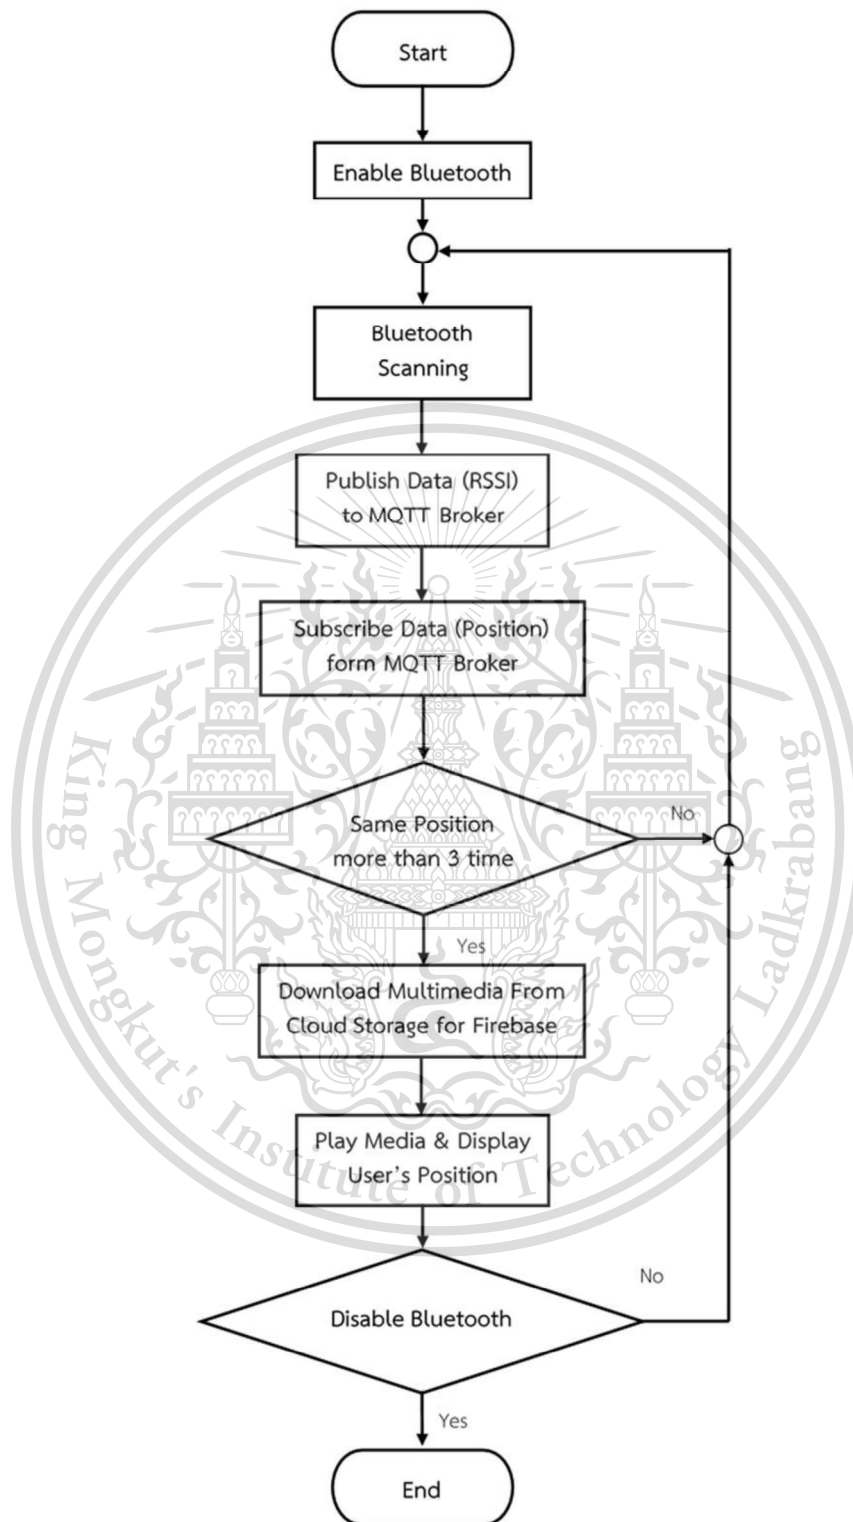 Start
Enable Bluetooth
Bluetooth
Scanning
Publish Data (RSSI)
to MQTT Broker
Subscribe Data (Position)
form MQTT Broker
Same Position
more than 3 time
No
Yes
Download Multimedia From
Cloud Storage for Firebase
Play Media & Display
User's Position
Disable Bluetooth
No
Yes
End
King Mongkut's Institute of Technology Ladkrabang